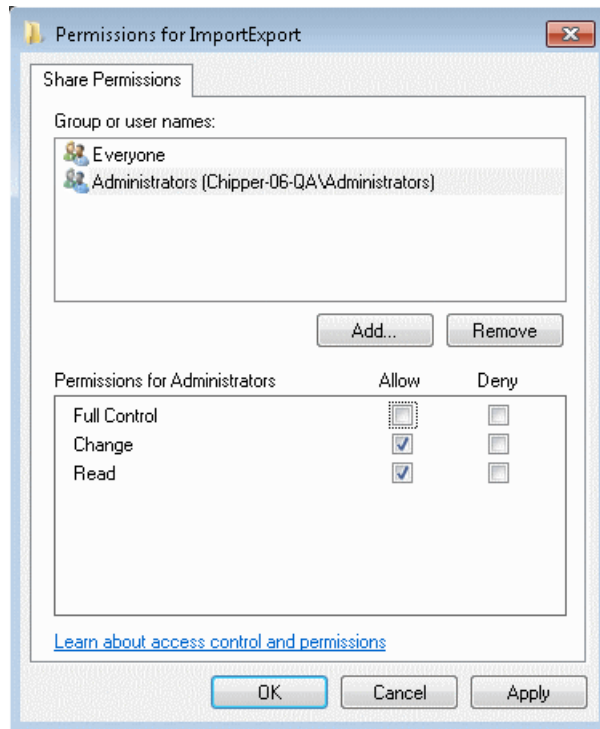 Permissions for ImportExport
Share Permissions
Group or user names:
Everyone
Administrators (Chipper-06-QA\Administrators)
Add... Remove
Permissions for Administrators Allow Deny
Full Control
Change
Read
Learn about access control and permissions
OK Cancel Apply